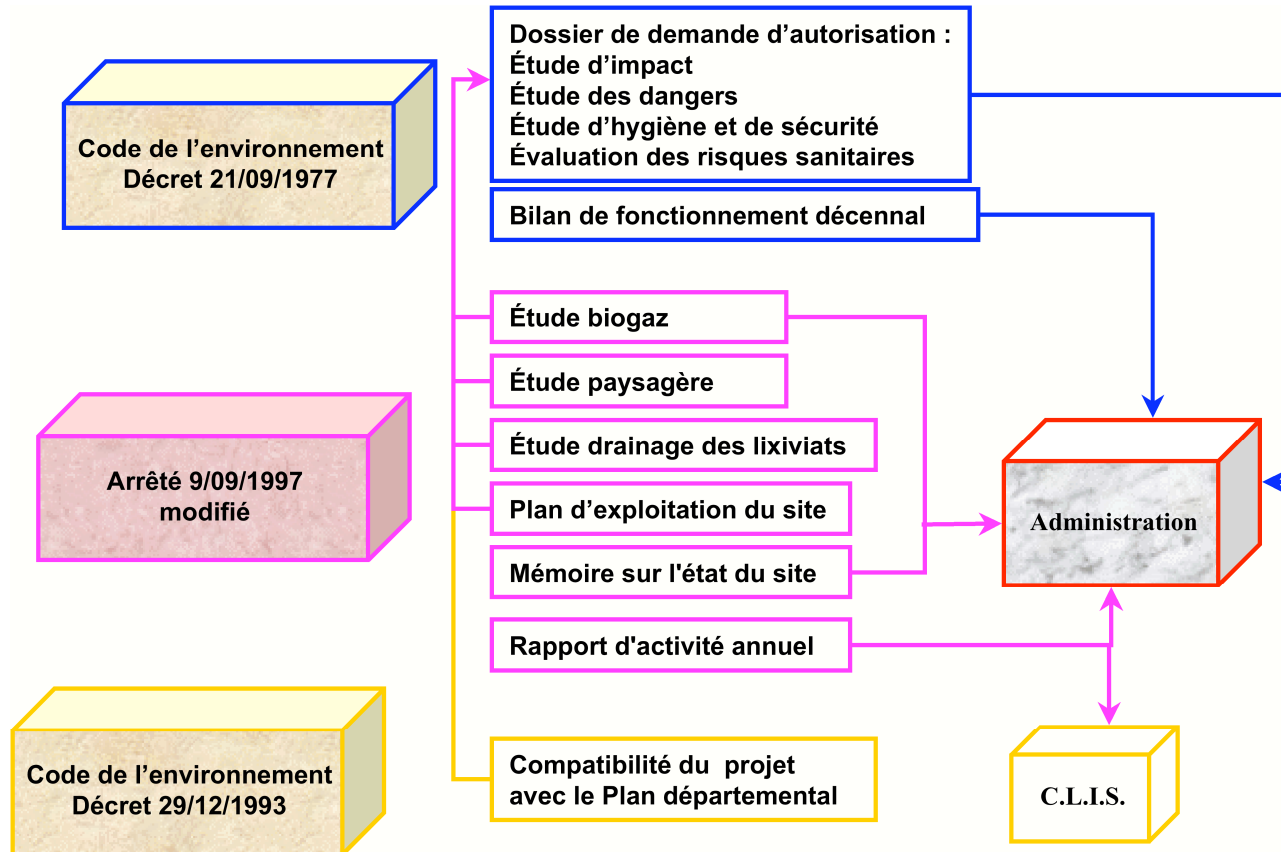 Dossier de demande d’autorisation :
Étude d’impact
Étude des dangers
Étude d’hygiène et de sécurité
Évaluation des risques sanitaires
Code de l’environnement
Décret 21/09/1977
Bilan de fonctionnement décennal
Étude biogaz
Étude paysagère
Étude drainage des lixiviats
Arrêté 9/09/1997
modifié
Plan d’exploitation du site
Administration
Mémoire sur l'état du site
Rapport d'activité annuel
Compatibilité du  projet
avec le Plan départemental
Code de l’environnement
Décret 29/12/1993
C.L.I.S.